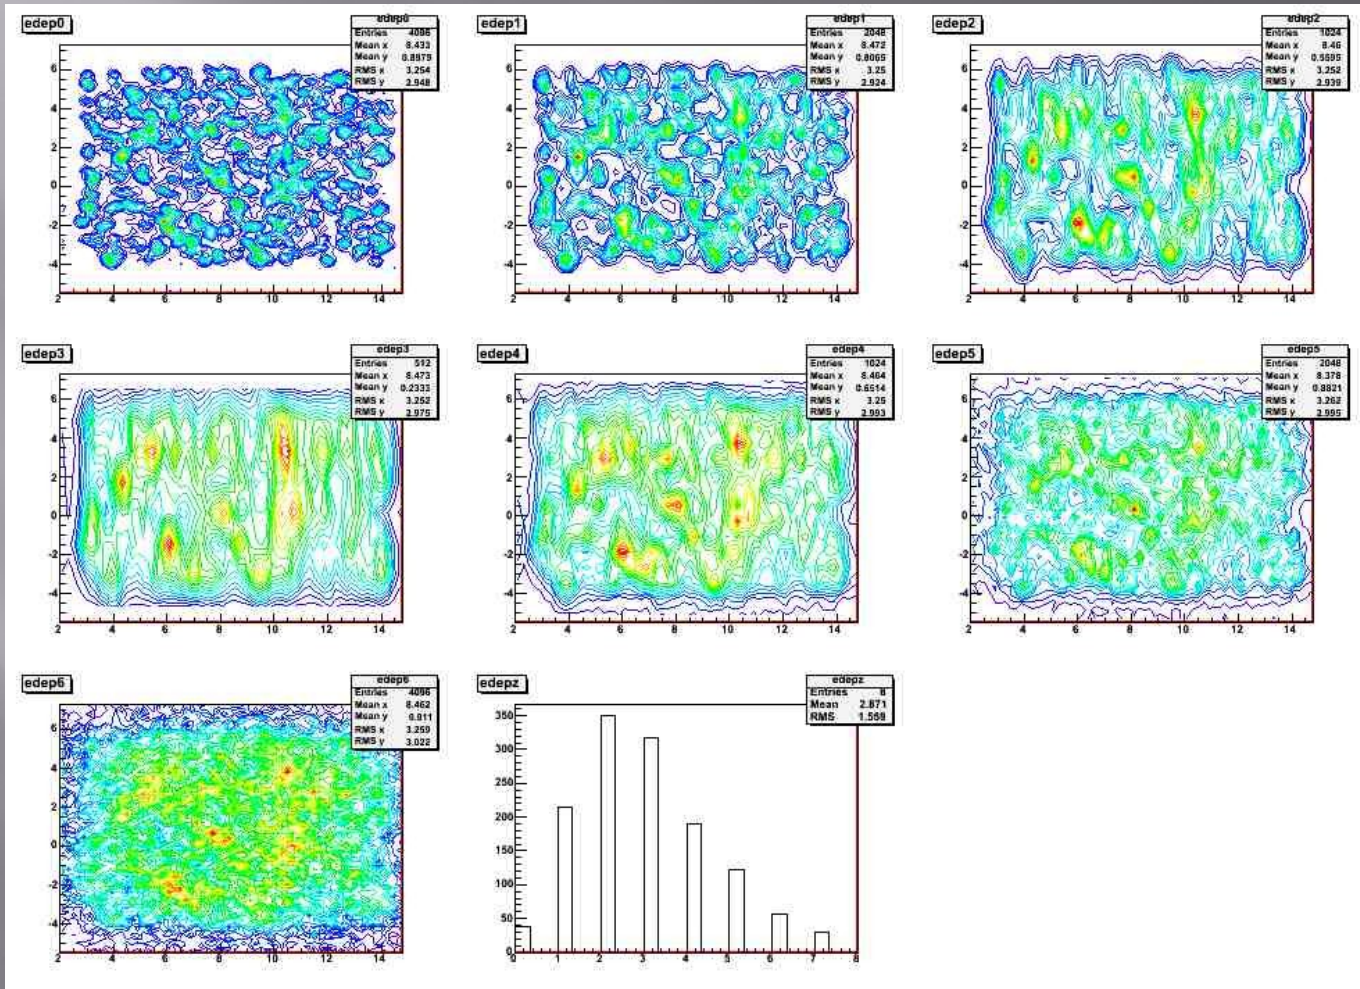 edep0
edep0
Entries 4096
Mean x 8.433
Mean y 0.8979
RMS x 3.254
RMS y 2.948
6
4
2
0
-2
-4
2 4 6 8 10 12 14
edep1
edep1
Entries 2048
Mean x 8.472
Mean y 0.8065
RMS x 3.25
RMS y 2.924
6
4
2
0
-2
-4
2 4 6 8 10 12 14
edep2
edep2
Entries 1024
Mean x 8.46
Mean y 0.5595
RMS x 3.252
RMS y 2.939
6
4
2
0
-2
-4
2 4 6 8 10 12 14
edep3
edep3
Entries 512
Mean x 8.473
Mean y 0.2333
RMS x 3.252
RMS y 2.975
6
4
2
0
-2
-4
2 4 6 8 10 12 14
edep4
edep4
Entries 1024
Mean x 8.464
Mean y 0.6514
RMS x 3.25
RMS y 2.993
6
4
2
0
-2
-4
2 4 6 8 10 12 14
edep5
edep5
Entries 2048
Mean x 8.378
Mean y 0.8821
RMS x 3.262
RMS y 2.995
6
4
2
0
-2
-4
2 4 6 8 10 12 14
edep6
edep6
Entries 4096
Mean x 8.462
Mean y 0.911
RMS x 3.259
RMS y 3.022
6
4
2
0
-2
-4
2 4 6 8 10 12 14
edepz
edepz
Entries 8
Mean 2.871
RMS 1.569
350
300
250
200
150
100
50
0
0 1 2 3 4 5 6 7 8